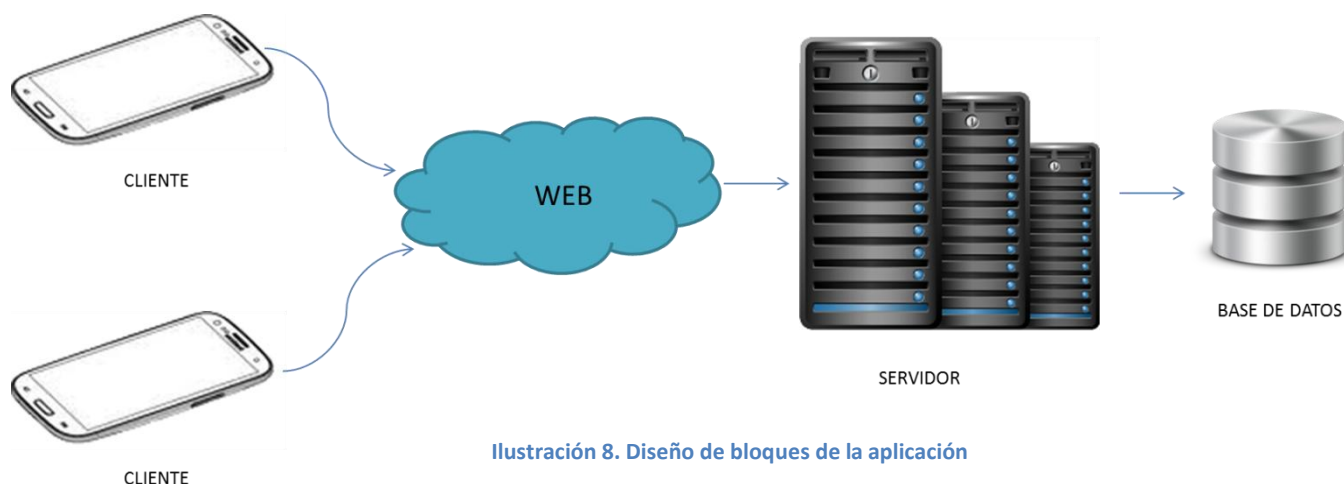 CLIENTE
WEB
SERVIDOR
BASE DE DATOS
CLIENTE
Ilustración 8. Diseño de bloques de la aplicación